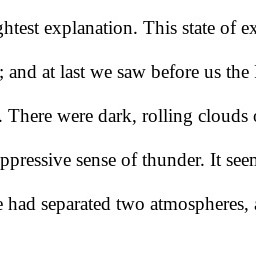 ghtest explanation. This state of ex
; and at last we saw before us the
. There were dark, rolling clouds
ppressive sense of thunder. It seem
e had separated two atmospheres, a